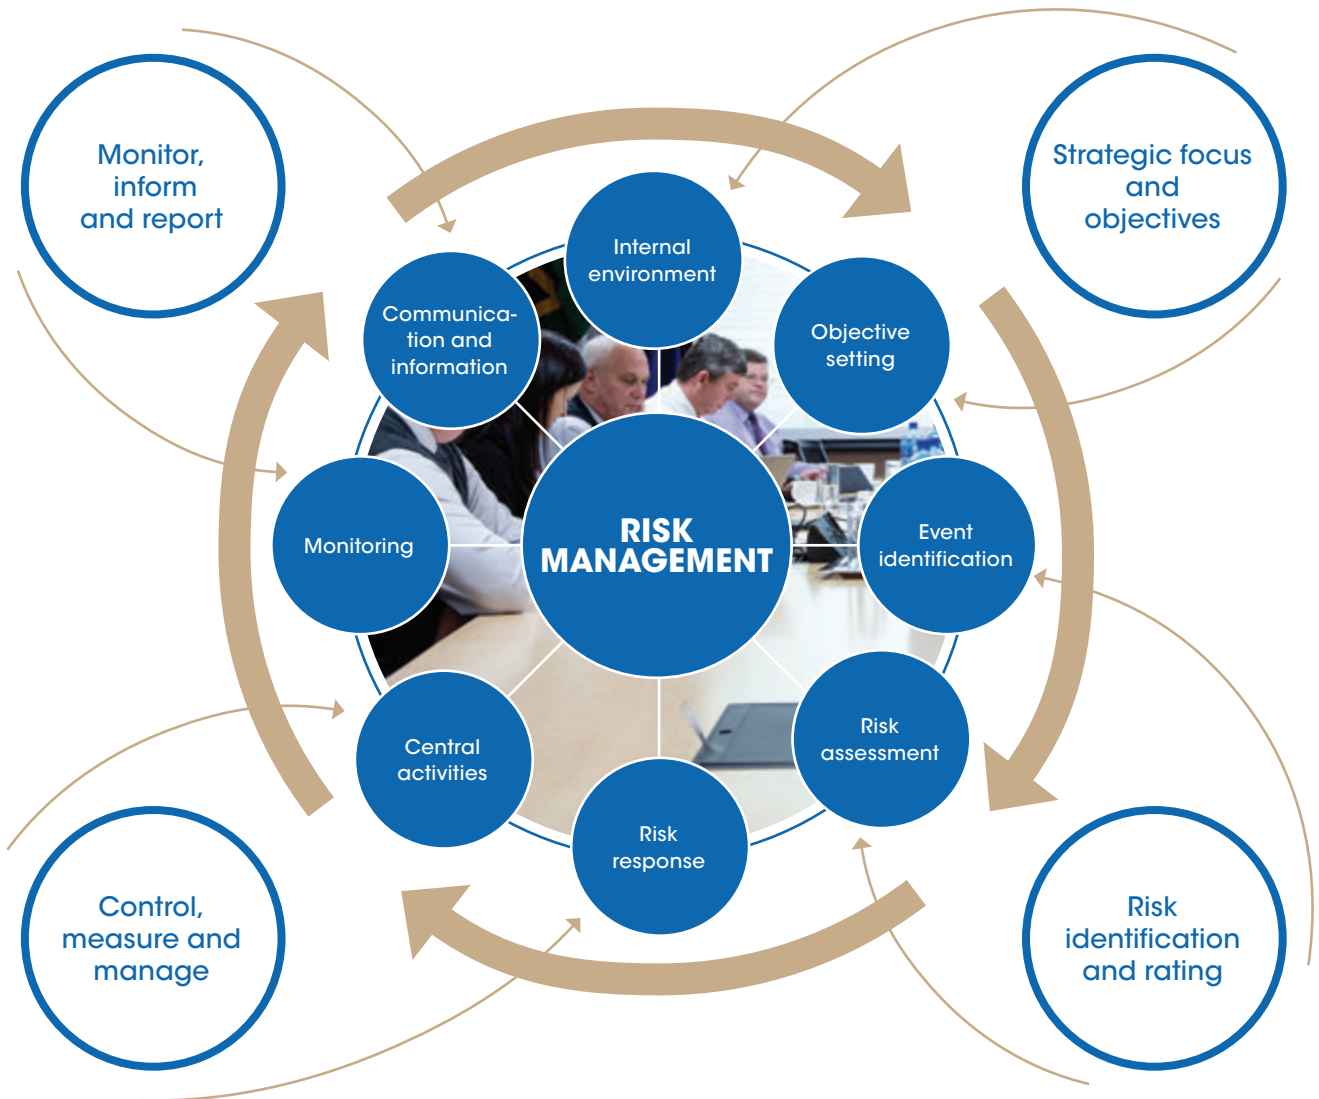 Monitor,
inform
and report
Strategic focus
and
objectives
Internal
environment
Communica-
tion and
information
Objective
setting
Monitoring
RISK
MANAGEMENT
Event
identification
Central
activities
Risk
assessment
Risk
response
Control,
measure and
manage
Risk
identification
and rating